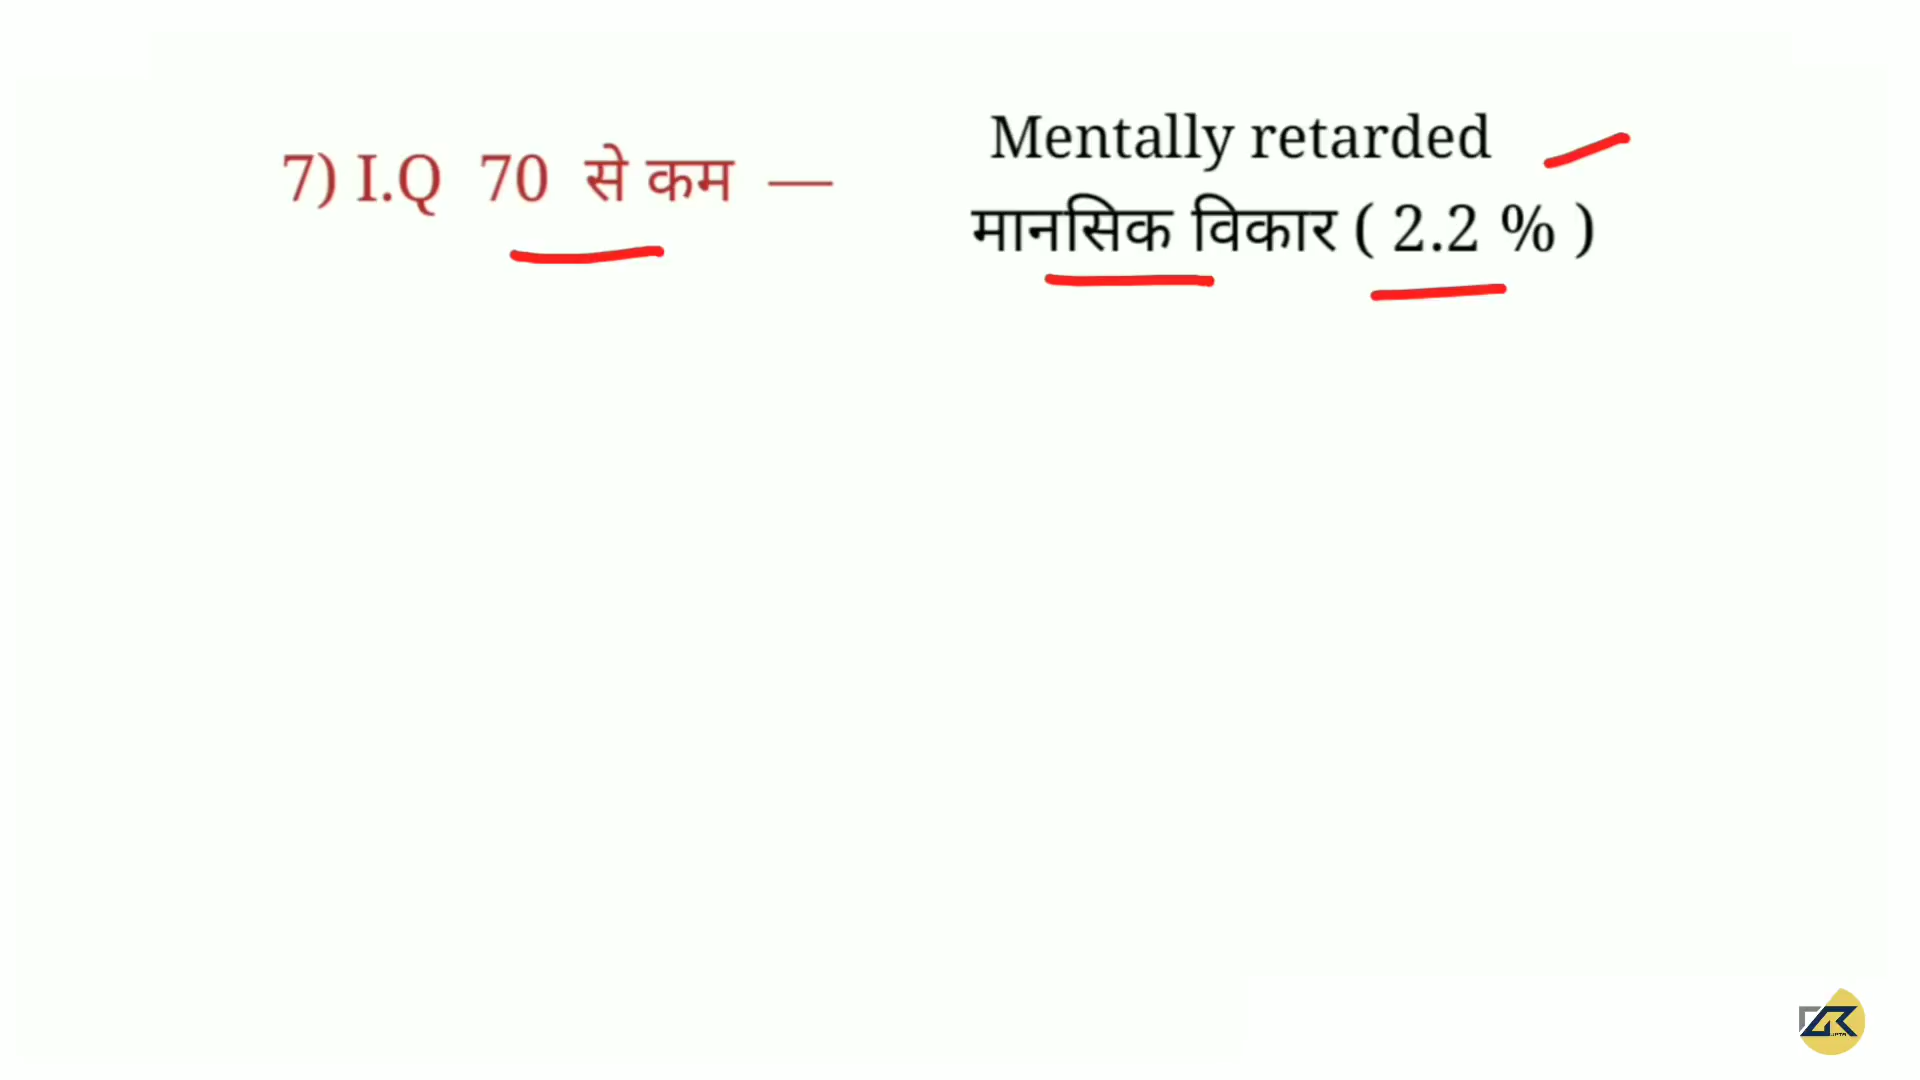 7) I.Q 70 से कम —
Mentally retarded
मानसिक विकार ( 2.2 % )